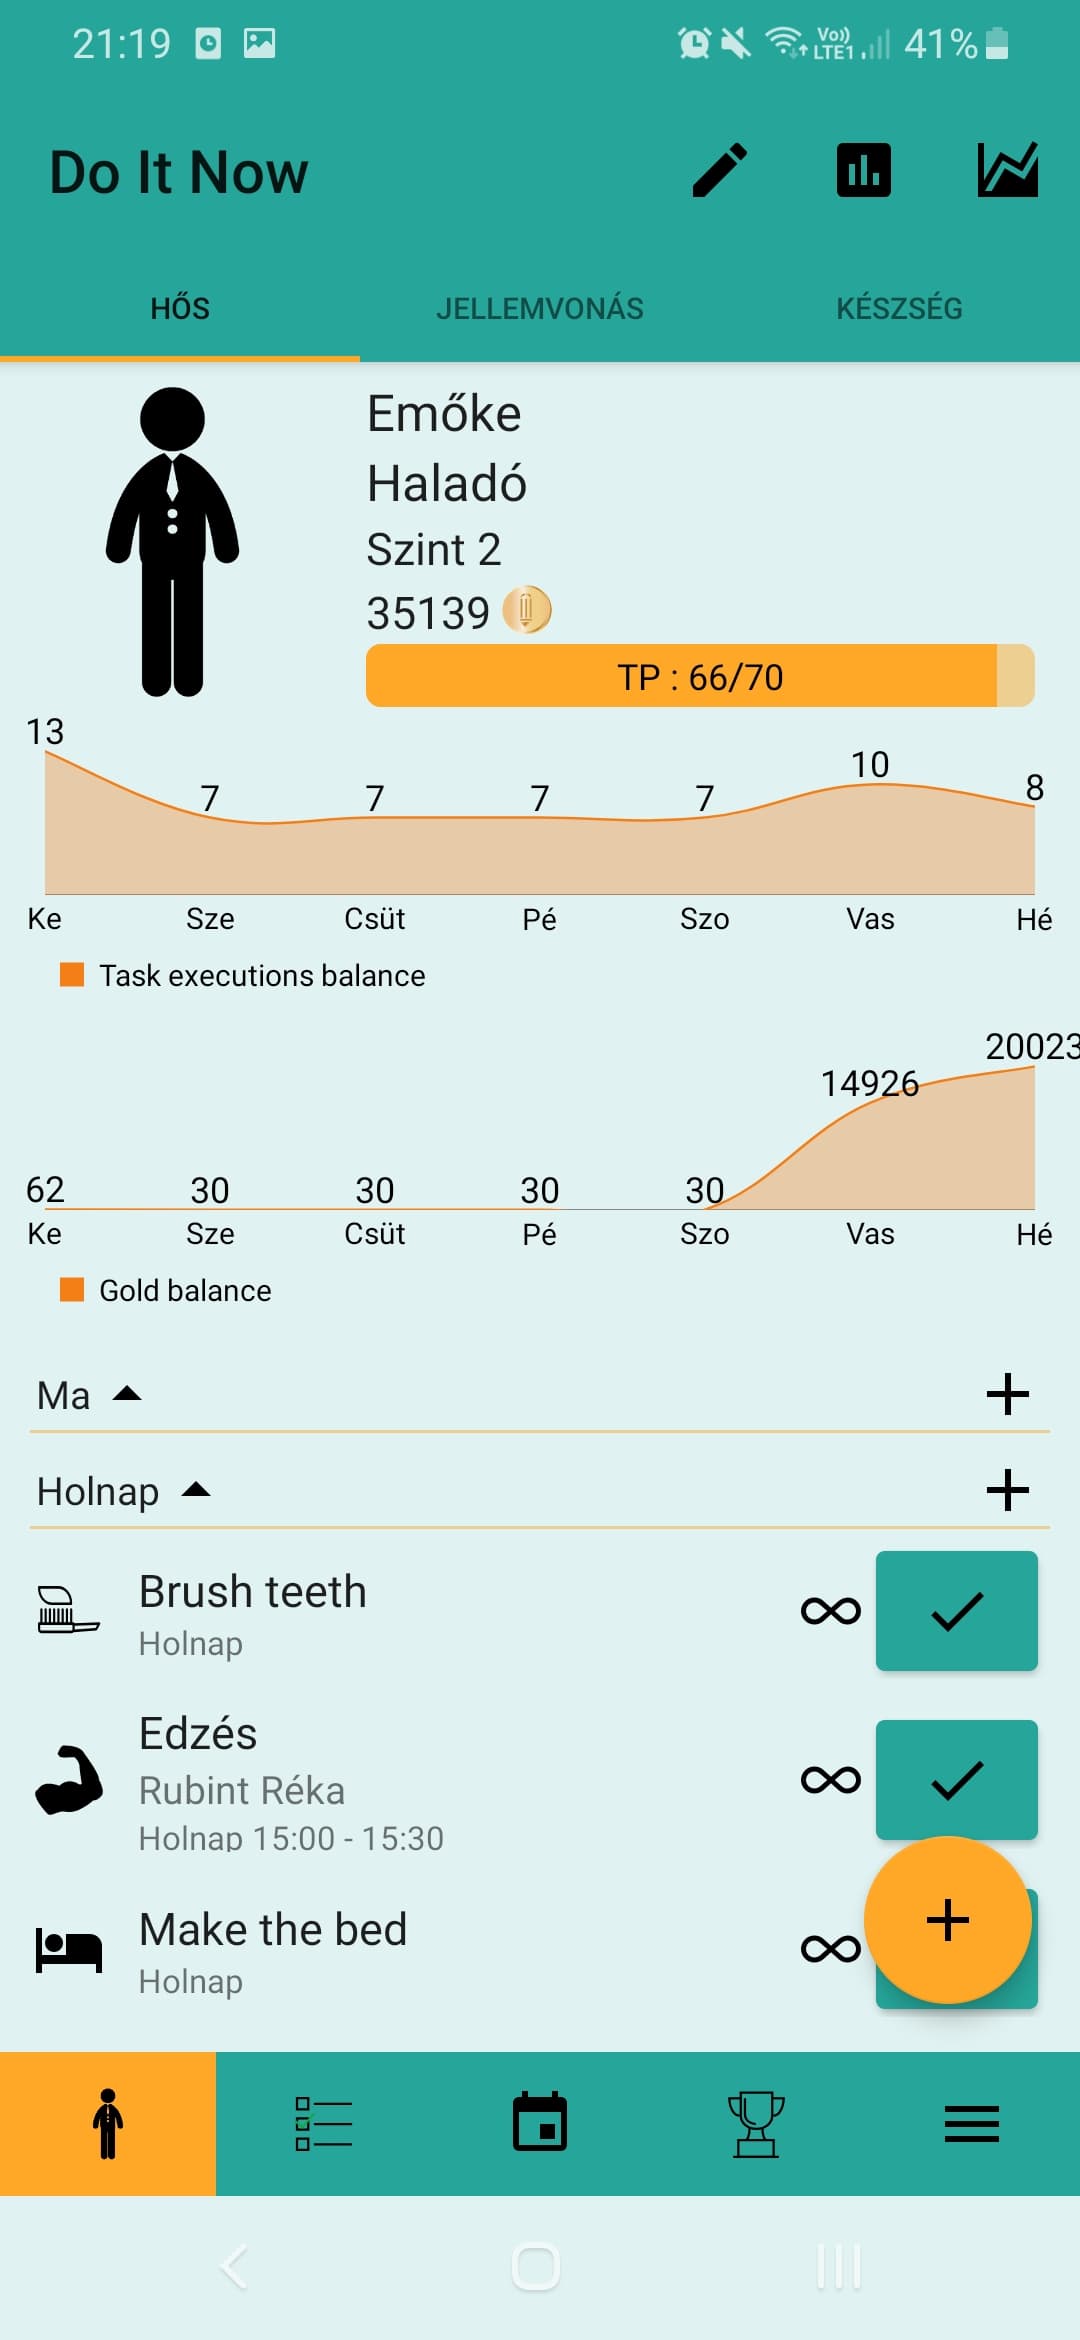 21:19 Vo)) LTE1 41%
Do It Now
HŐS JELLEMVONÁS KÉSZSÉG
Emőke
Haladó
Szint 2
35139
TP : 66/70
13 7 7 7 7 10 8
Ke Sze Csüt Pé Szo Vas Hé
Task executions balance
62 30 30 30 30 14926 20023
Ke Sze Csüt Pé Szo Vas Hé
Gold balance
Ma
Holnap
Brush teeth
Holnap
Edzés
Rubint Réka
Holnap 15:00 - 15:30
Make the bed
Holnap